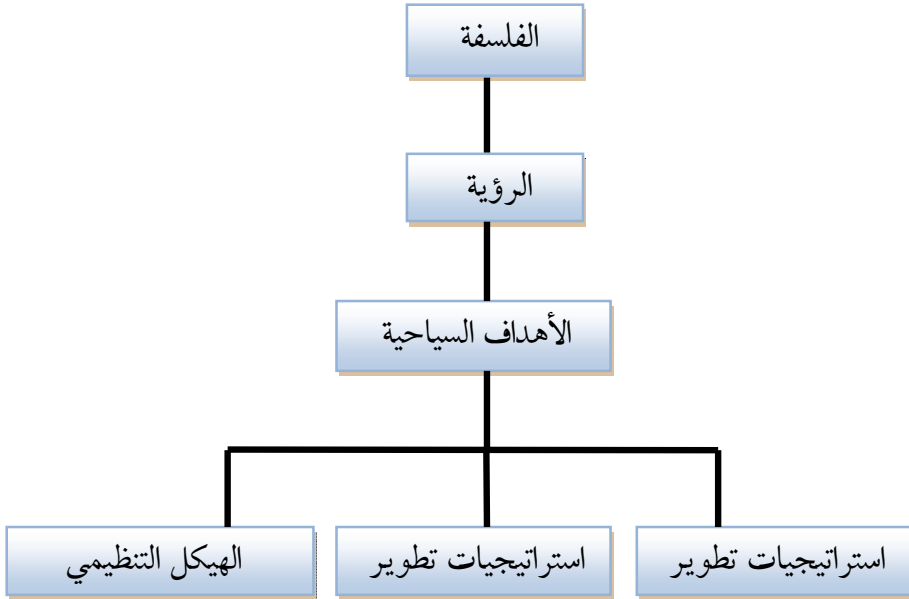 الفلسفة
الرؤية
الأهداف السياحية
استراتيجيات تطوير
استراتيجيات تطوير
الهيكل التنظيمي